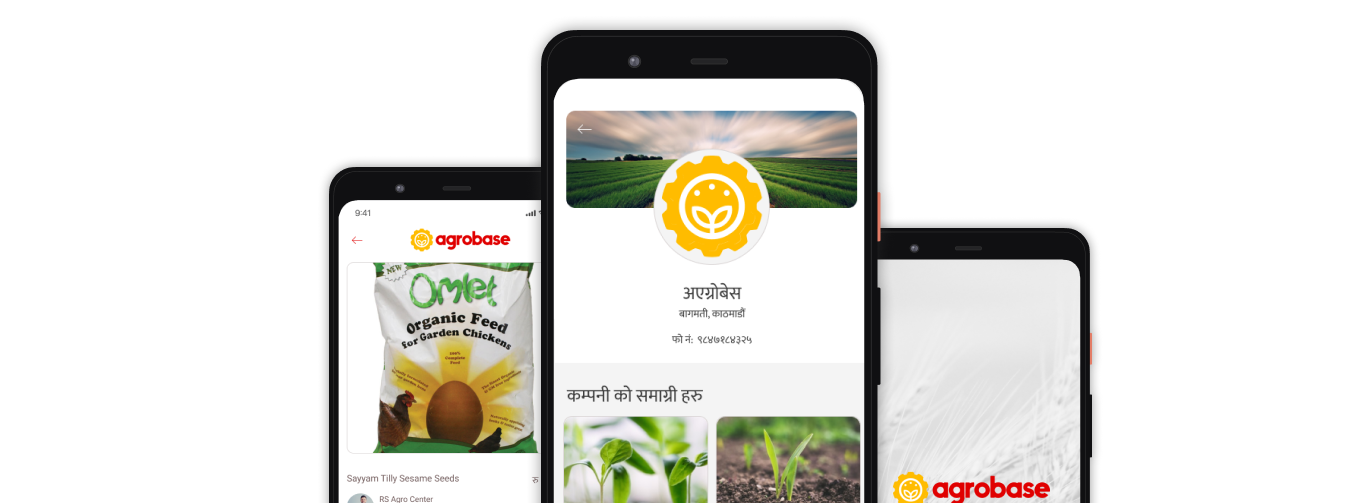 9:41
agrobase
NEW
Omlet
Organic Feed
for Garden Chickens
100%
Complete
Feed
Sayyam Tilly Sesame Seeds
रु
RS Agro Center
अएग्रोबेस
बागमती, काठमाडौं
फो नं: ९८४७१८४३२५
कम्पनी को समाग्री हरु
agrobase